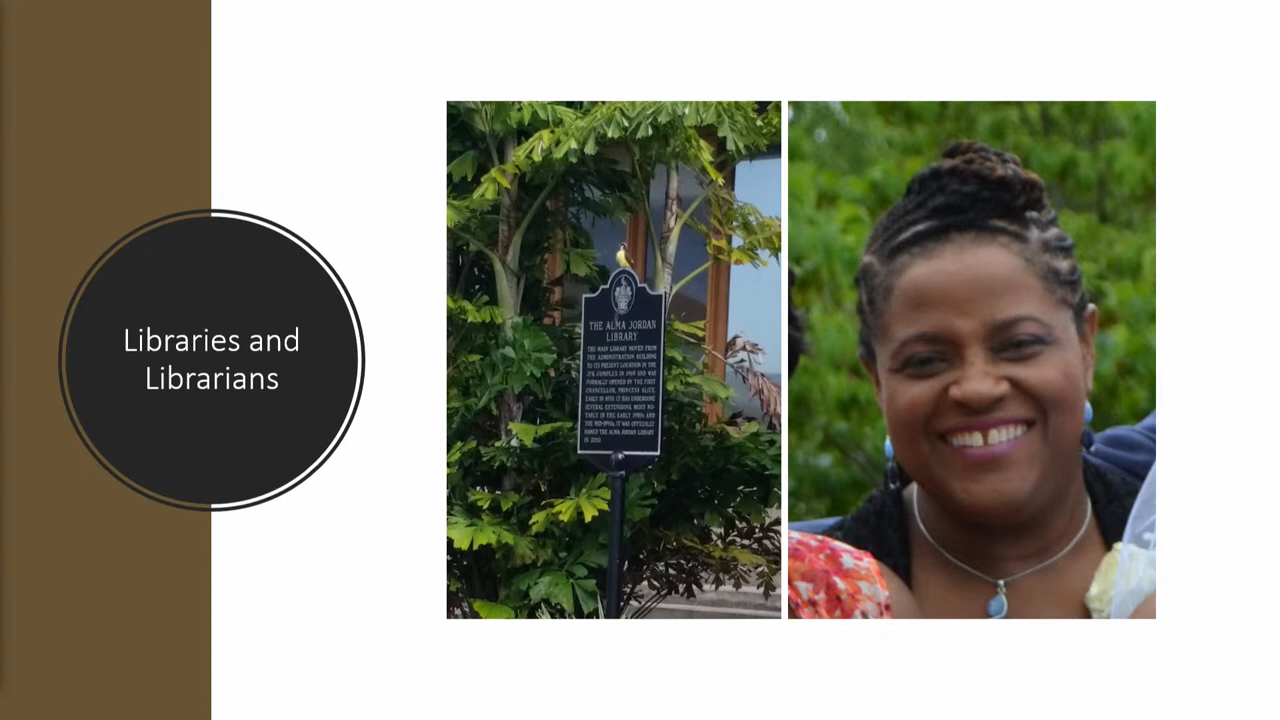 Libraries and
Librarians
THE ALMA JORDAN
LIBRARY
THE MAIN LIBRARY MOVED FROM
THE ADMINISTRATION BUILDING
TO ITS PRESENT LOCATION IN THE
JFK COMPLEX IN 1969 AND WAS
FORMALLY OPENED BY THE FIRST
CHANCELLOR, PRINCESS ALICE,
EARLY IN 1970. IT HAS UNDERGONE
SEVERAL EXTENSIONS, MOST NO-
TABLY IN THE EARLY 1980s AND
THE MID-1990s. IT WAS OFFICIALLY
NAMED THE ALMA JORDAN LIBRARY
IN